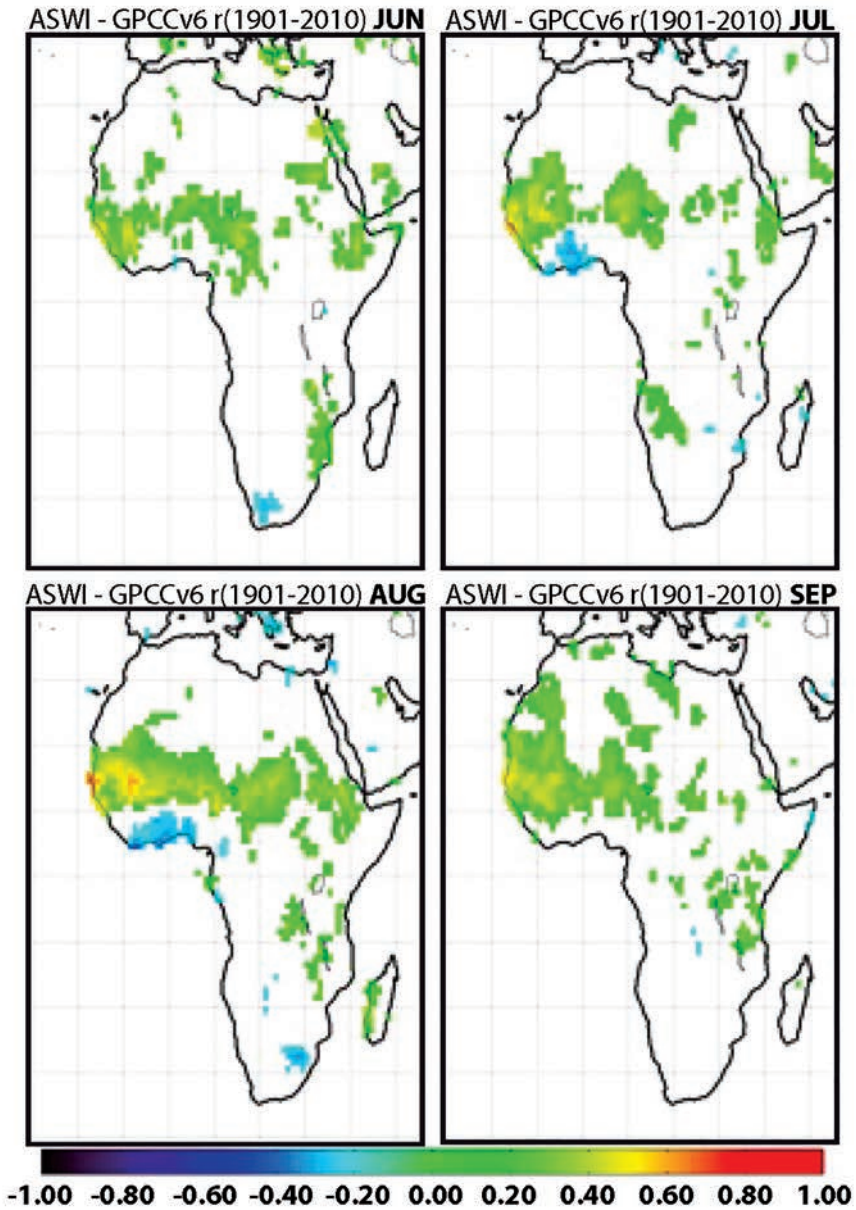 ASWI - GPCCv6 r(1901-2010) JUN
ASWI - GPCCv6 r(1901-2010) JUL
ASWI - GPCCv6 r(1901-2010) AUG
ASWI - GPCCv6 r(1901-2010) SEP
-1.00 -0.80 -0.60 -0.40 -0.20 0.00 0.20 0.40 0.60 0.80 1.00